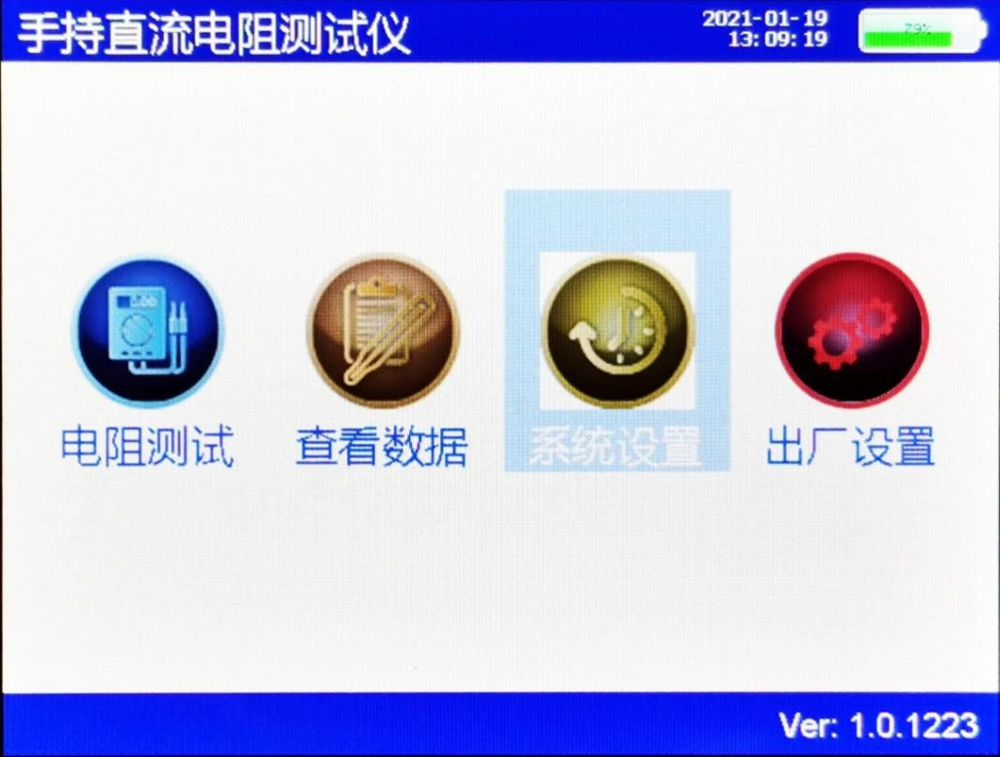 手持直流电阻测试仪
2021-01-19
13:09:19
79%
电阻测试
查看数据
系统设置
出厂设置
Ver: 1.0.1223